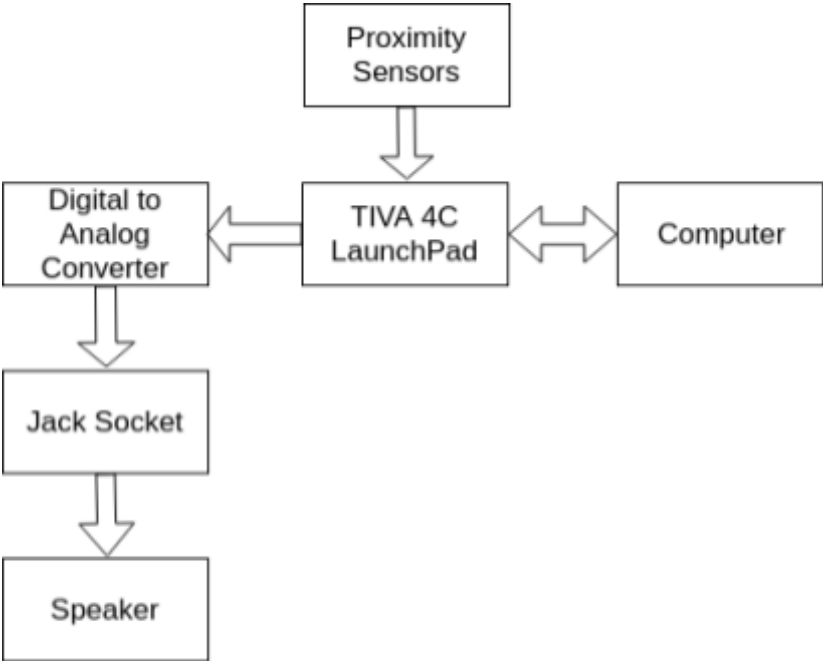 Proximity
Sensors
Digital to
Analog
Converter
TIVA 4C
LaunchPad
Computer
Jack Socket
Speaker